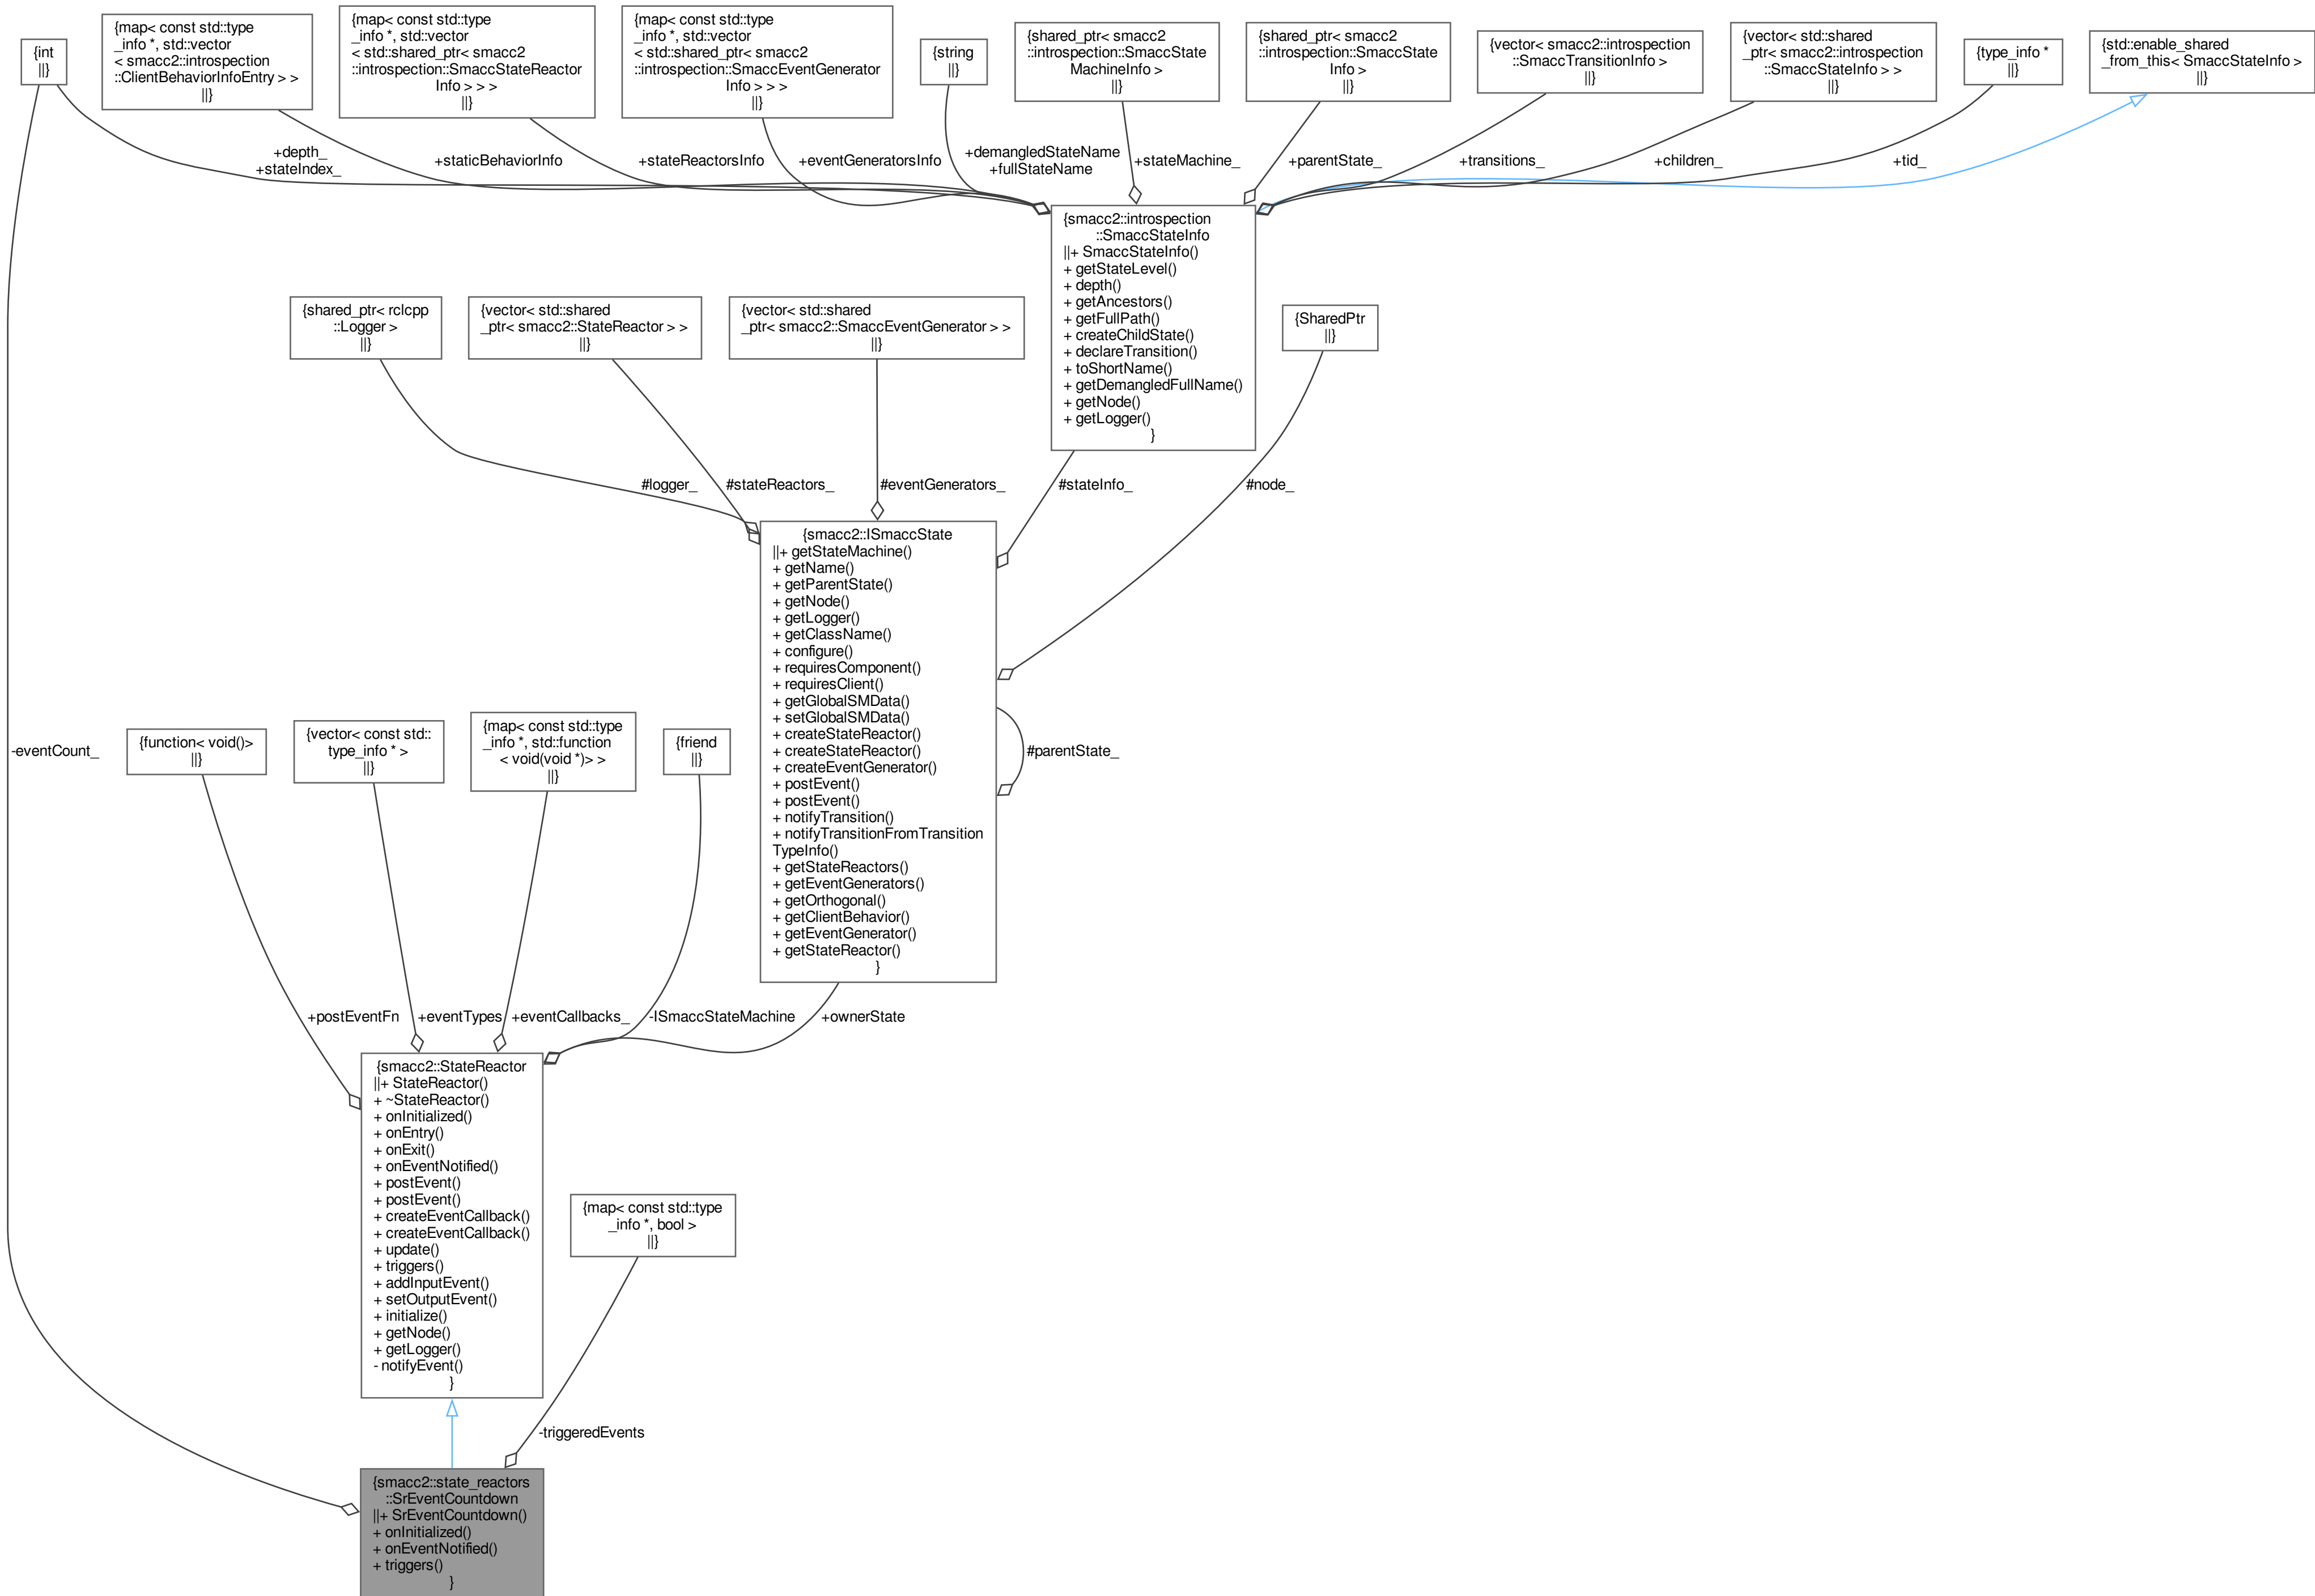 {int
||}
{map< const std::type
_info *, std::vector
< smacc2::introspection
::ClientBehaviorInfoEntry > >
||}
{map< const std::type
_info *, std::vector
< std::shared_ptr< smacc2
::introspection::SmaccStateReactor
Info > > >
||}
{map< const std::type
_info *, std::vector
< std::shared_ptr< smacc2
::introspection::SmaccEventGenerator
Info > > >
||}
{string
||}
{shared_ptr< smacc2
::introspection::SmaccState
MachineInfo >
||}
{shared_ptr< smacc2
::introspection::SmaccState
Info >
||}
{vector< smacc2::introspection
::SmaccTransitionInfo >
||}
{vector< std::shared
_ptr< smacc2::introspection
::SmaccStateInfo > >
||}
{type_info *
||}
{std::enable_shared
_from_this< SmaccStateInfo >
||}
+depth_
+stateIndex_
+staticBehaviorInfo
+stateReactorsInfo
+eventGeneratorsInfo
+demangledStateName
+fullStateName
+stateMachine_
+parentState_
+transitions_
+children_
+tid_
{smacc2::introspection
::SmaccStateInfo
||+ SmaccStateInfo()
+ getStateLevel()
+ depth()
+ getAncestors()
+ getFullPath()
+ createChildState()
+ declareTransition()
+ toShortName()
+ getDemangledFullName()
+ getNode()
+ getLogger()
}
{shared_ptr< rclcpp
::Logger >
||}
{vector< std::shared
_ptr< smacc2::StateReactor > >
||}
{vector< std::shared
_ptr< smacc2::SmaccEventGenerator > >
||}
{SharedPtr
||}
#logger_
#stateReactors_
#eventGenerators_
#stateInfo_
#node_
{smacc2::ISmaccState
||+ getStateMachine()
+ getName()
+ getParentState()
+ getNode()
+ getLogger()
+ getClassName()
+ configure()
+ requiresComponent()
+ requiresClient()
+ getGlobalSMData()
+ setGlobalSMData()
+ createStateReactor()
+ createStateReactor()
+ createEventGenerator()
+ postEvent()
+ postEvent()
+ notifyTransition()
+ notifyTransitionFromTransition
TypeInfo()
+ getStateReactors()
+ getEventGenerators()
+ getOrthogonal()
+ getClientBehavior()
+ getEventGenerator()
+ getStateReactor()
}
#parentState_
-eventCount_
{function< void()>
||}
{vector< const std::
type_info * >
||}
{map< const std::type
_info *, std::function
< void(void *)> >
||}
{friend
||}
+postEventFn
+eventTypes
+eventCallbacks_
-ISmaccStateMachine
+ownerState
{smacc2::StateReactor
||+ StateReactor()
+ ~StateReactor()
+ onInitialized()
+ onEntry()
+ onExit()
+ onEventNotified()
+ postEvent()
+ postEvent()
+ createEventCallback()
+ createEventCallback()
+ update()
+ triggers()
+ addInputEvent()
+ setOutputEvent()
+ initialize()
+ getNode()
+ getLogger()
- notifyEvent()
}
{map< const std::type
_info *, bool >
||}
-triggeredEvents
{smacc2::state_reactors
::SrEventCountdown
||+ SrEventCountdown()
+ onInitialized()
+ onEventNotified()
+ triggers()
}